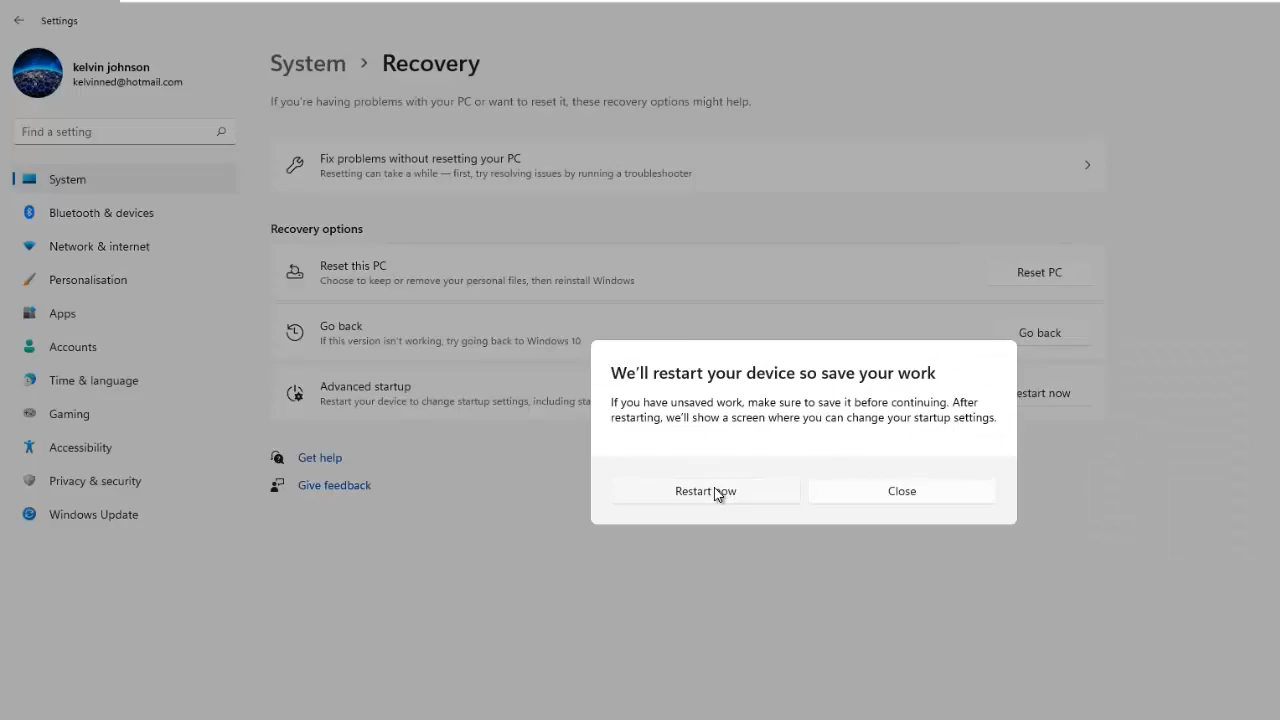 Settings
kelvin johnson
kelvinned@hotmail.com
Find a setting
System
Bluetooth & devices
Network & internet
Personalisation
Apps
Accounts
Time & language
Gaming
Accessibility
Privacy & security
Windows Update
System > Recovery
If you're having problems with your PC or want to reset it, these recovery options might help.
Fix problems without resetting your PC
Resetting can take a while — first, try resolving issues by running a troubleshooter
Recovery options
Reset this PC
Choose to keep or remove your personal files, then reinstall Windows
Reset PC
Go back
If this version isn't working, try going back to Windows 10
Go back
Advanced startup
Restart your device to change startup settings, including sta
estart now
Get help
Give feedback
We'll restart your device so save your work
If you have unsaved work, make sure to save it before continuing. After
restarting, we'll show a screen where you can change your startup settings.
Restart now
Close